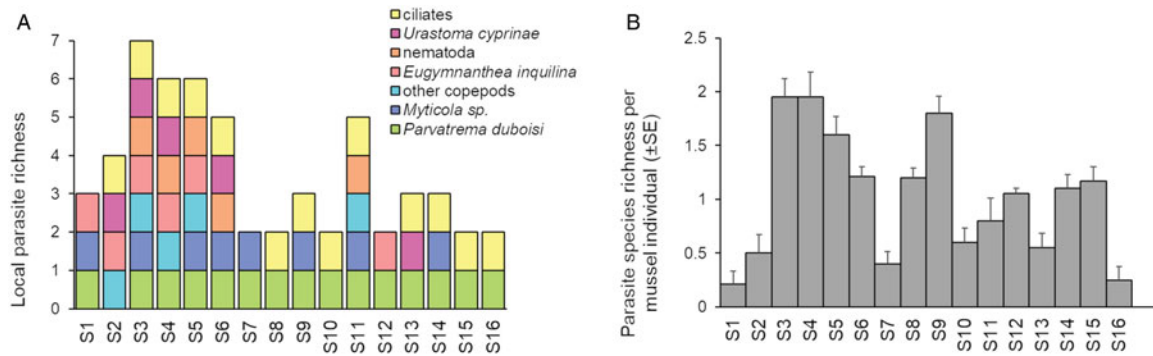 A
Local parasite richness
7
6
5
4
3
2
1
0
ciliates
Urastoma cyprinae
nematoda
Eugymnanthea inquilina
other copepods
Myticola sp.
Parvatrema duboisi
S1 S2 S3 S4 S5 S6 S7 S8 S9 S10 S11 S12 S13 S14 S15 S16
B
Parasite species richness per
mussel individual (±SE)
2.5
2
1.5
1
0.5
0
S1 S2 S3 S4 S5 S6 S7 S8 S9 S10 S11 S12 S13 S14 S15 S16